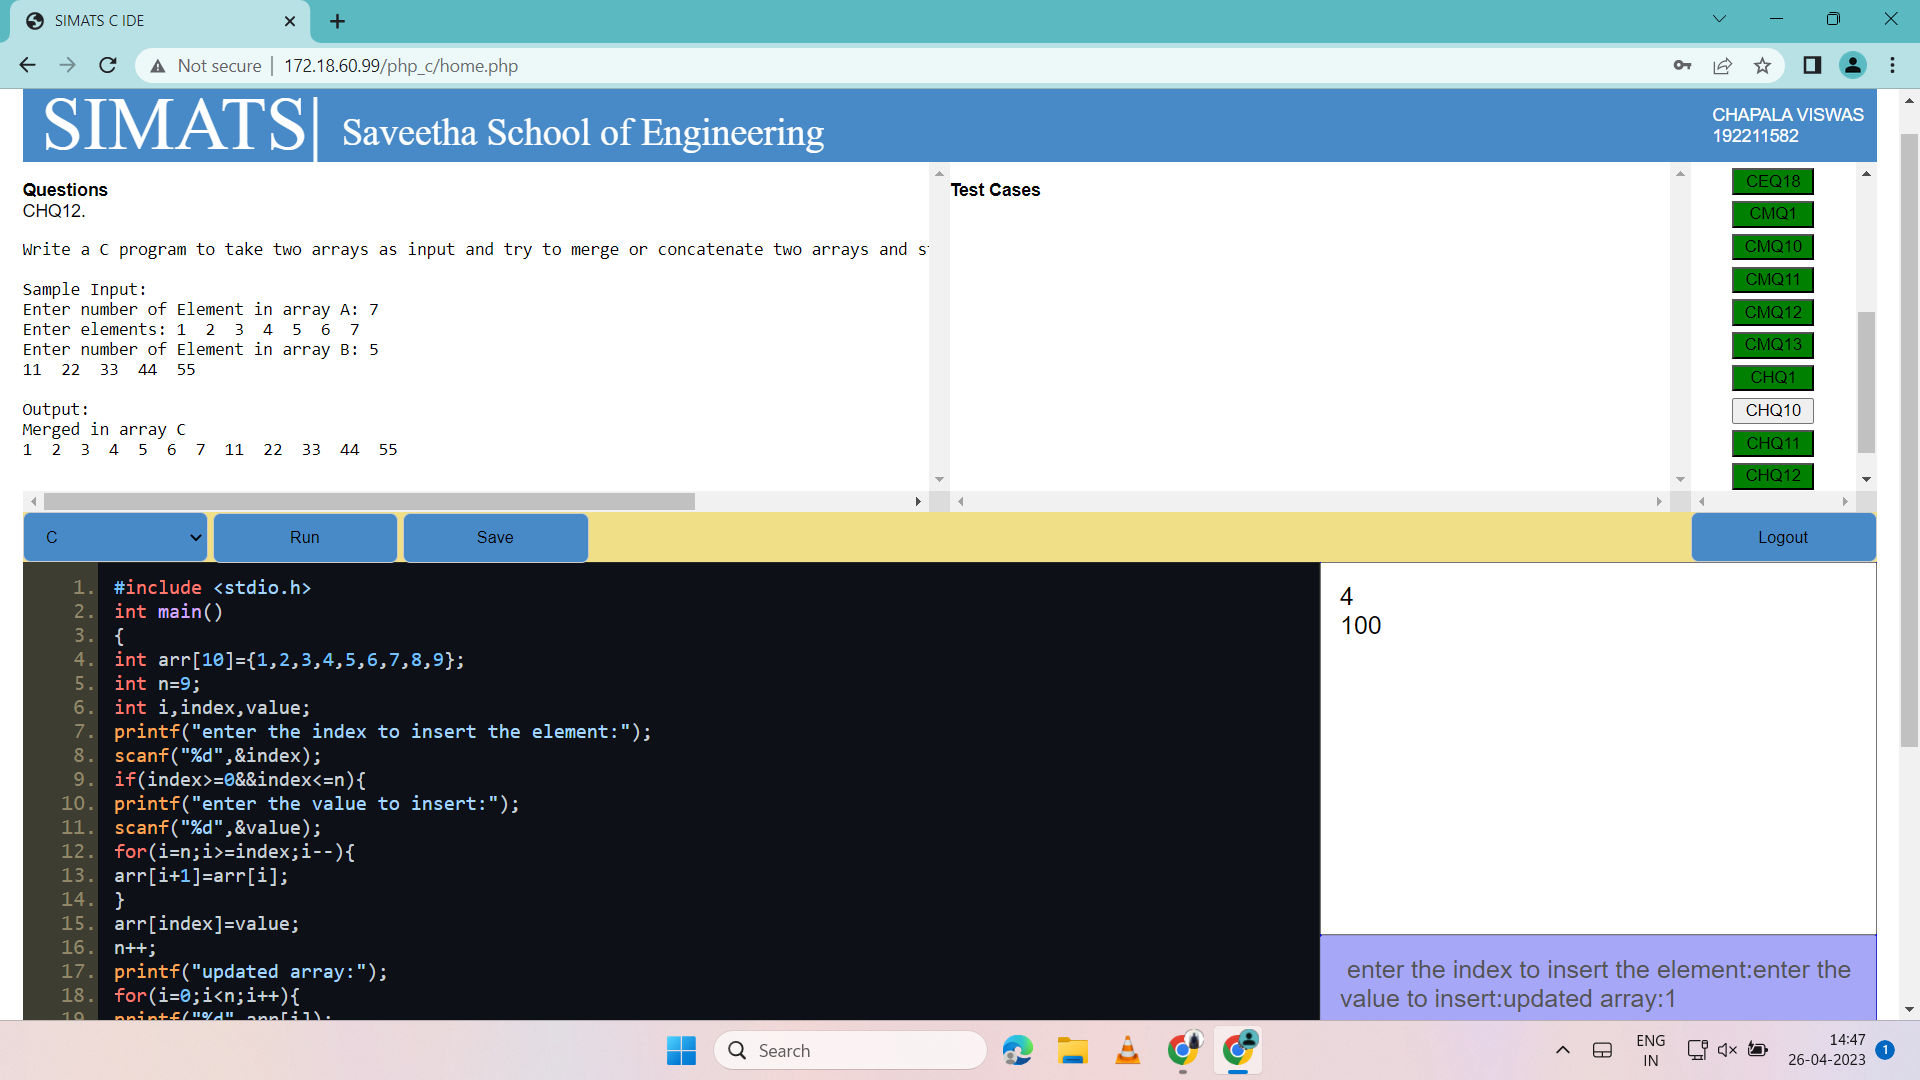 SIMATS C IDE
Not secure | 172.18.60.99/php_c/home.php
SIMATS| Saveetha School of Engineering
CHAPALA VISWAS
192211582
Questions
CHQ12.
Write a C program to take two arrays as input and try to merge or concatenate two arrays and
Sample Input:
Enter number of Element in array A: 7
Enter elements: 1 2 3 4 5 6 7
Enter number of Element in array B: 5
11 22 33 44 55
Output:
Merged in array C
1 2 3 4 5 6 7 11 22 33 44 55
Test Cases
CEQ18
CMQ1
CMQ10
CMQ11
CMQ12
CMQ13
CHQ1
CHQ10
CHQ11
CHQ12
C
Run
Save
Logout
1. #include <stdio.h>
2. int main()
3. {
4. int arr[10]={1,2,3,4,5,6,7,8,9};
5. int n=9;
6. int i,index,value;
7. printf("enter the index to insert the element:");
8. scanf("%d",&index);
9. if(index>=0&&index<=n){
10. printf("enter the value to insert:");
11. scanf("%d",&value);
12. for(i=n;i>=index;i--){
13. arr[i+1]=arr[i];
14. }
15. arr[index]=value;
16. n++;
17. printf("updated array:");
18. for(i=0;i<n;i++){
19. printf("%d",arr[i]);
4
100
enter the index to insert the element:enter the
value to insert:updated array:1
Search
ENG
IN
14:47
26-04-2023
1